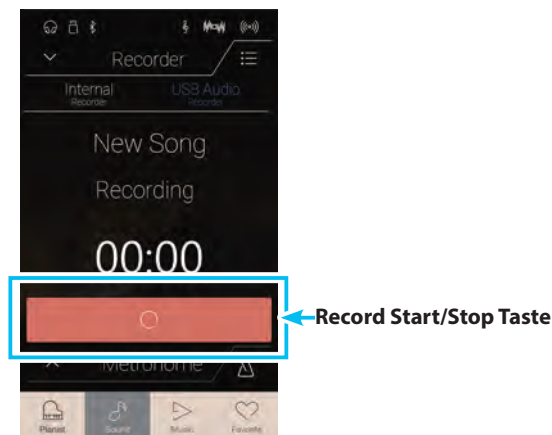 Recorder
Internal USB Audio
Recorder Recorder
New Song
Recording
00:00
Record Start/Stop Taste
Metronome
Pianist Sound Music Favorite